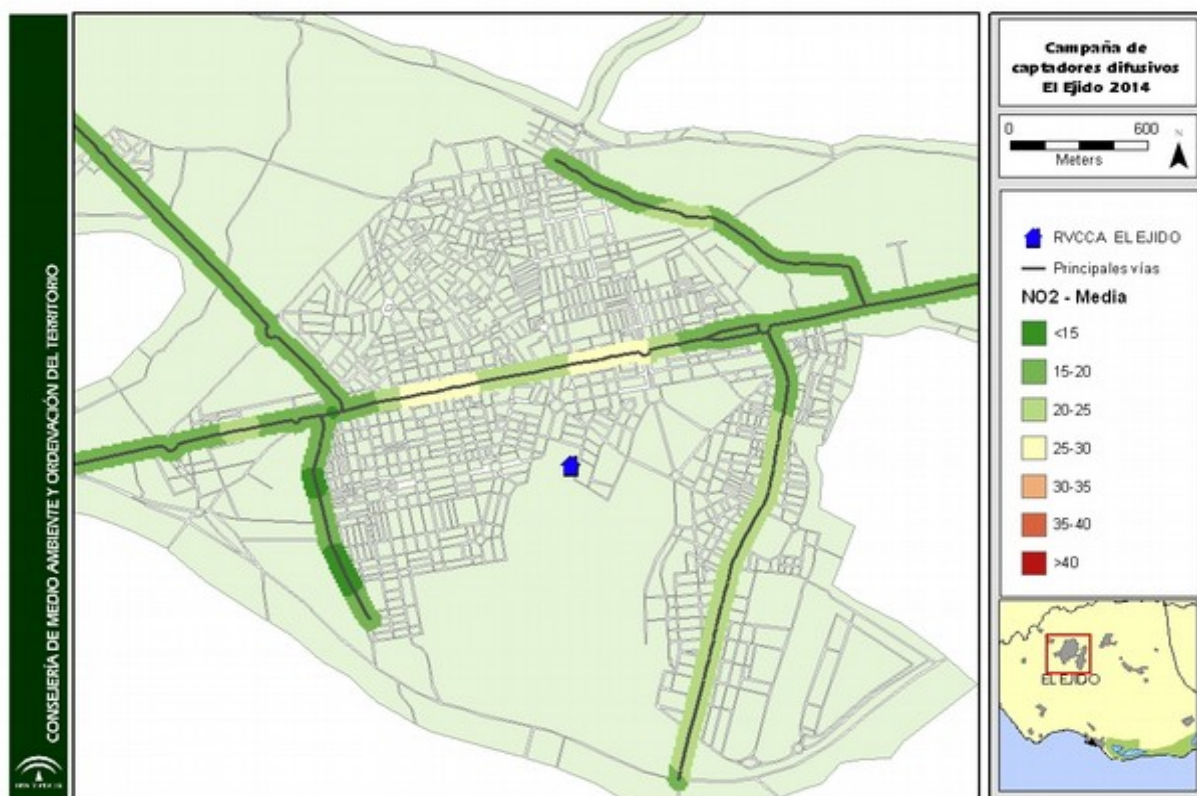 CONSEJERÍA DE MEDIO AMBIENTE Y ORDENACIÓN DEL TERRITORIO
Campaña de
captadores difusivos
El Ejido 2014
0 600
Meters
N
RVCCA EL EJIDO
Principales vías
NO2 - Media
<15
15-20
20-25
25-30
30-35
35-40
>40
EL EJIDO